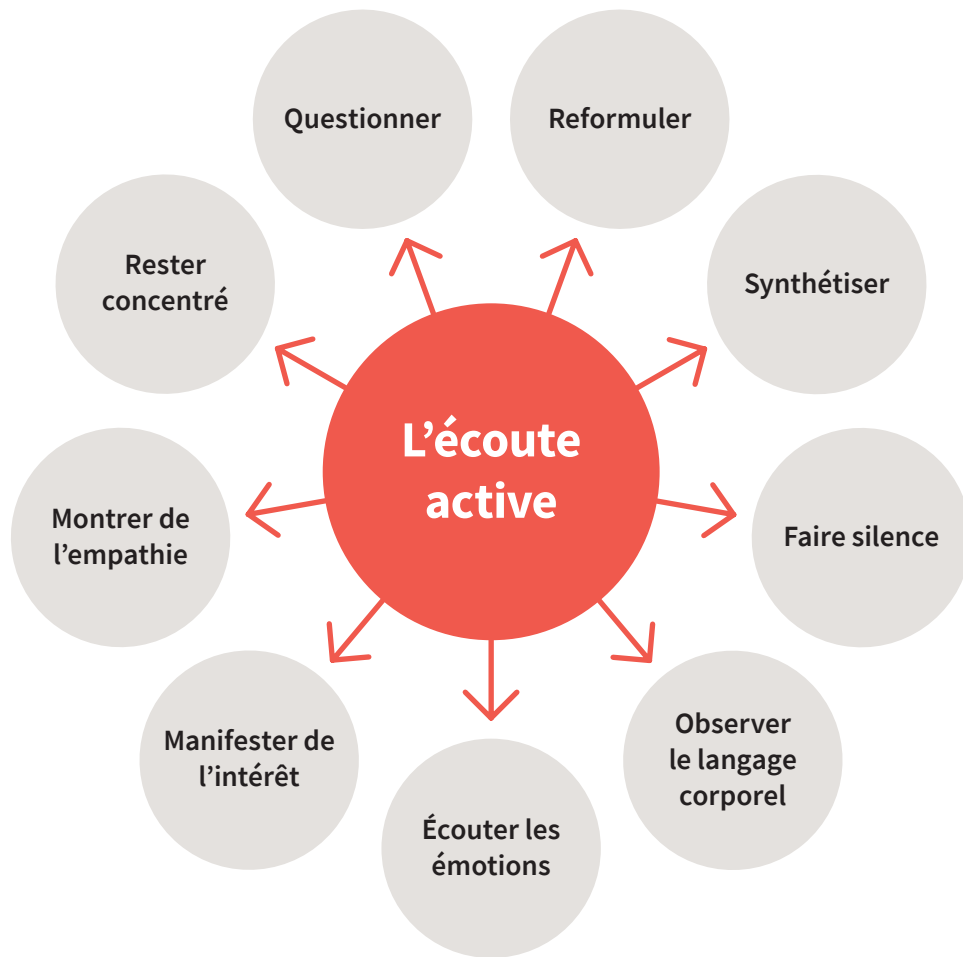 Questionner
Reformuler
Rester
concentré
Synthétiser
L’écoute
active
Montrer de
l’empathie
Faire silence
Manifester de
l’intérêt
Observer
le langage
corporel
Écouter les
émotions